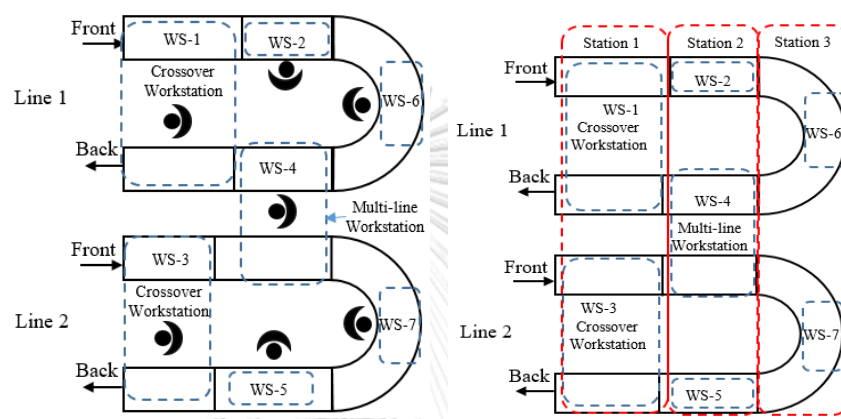 Front
WS-1
WS-2
Line 1
Crossover
Workstation
WS-6
Back
WS-4
Multi-line
Workstation
Front
WS-3
Line 2
Crossover
Workstation
WS-7
Back
WS-5
Station 1
Station 2
Station 3
Front
WS-2
Line 1
WS-1
Crossover
Workstation
WS-6
Back
WS-4
Multi-line
Workstation
Front
Line 2
WS-3
Crossover
Workstation
WS-7
Back
WS-5